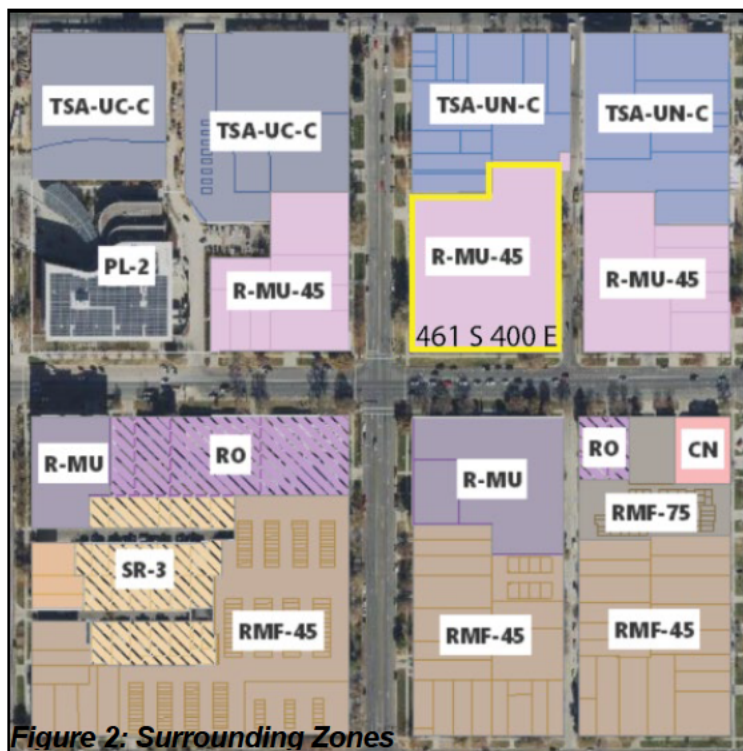 TSA-UC-C
TSA-UC-C
TSA-UN-C
TSA-UN-C
PL-2
R-MU-45
R-MU-45
R-MU-45
461 S 400 E
R-MU
RO
R-MU
RO
CN
RMF-75
SR-3
RMF-45
RMF-45
RMF-45
Figure 2: Surrounding Zones